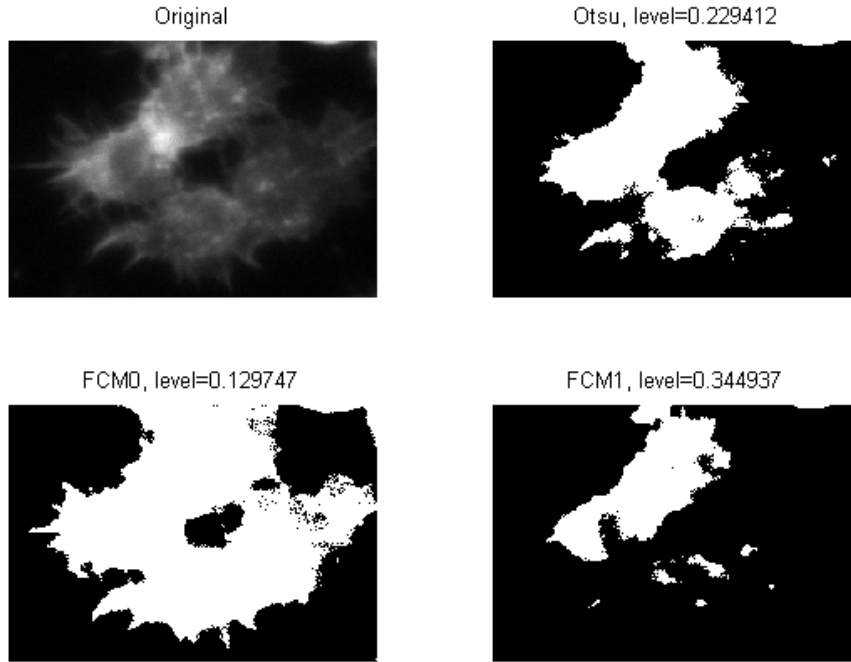 Original
Otsu, level=0.229412
FCM0, level=0.129747
FCM1, level=0.344937